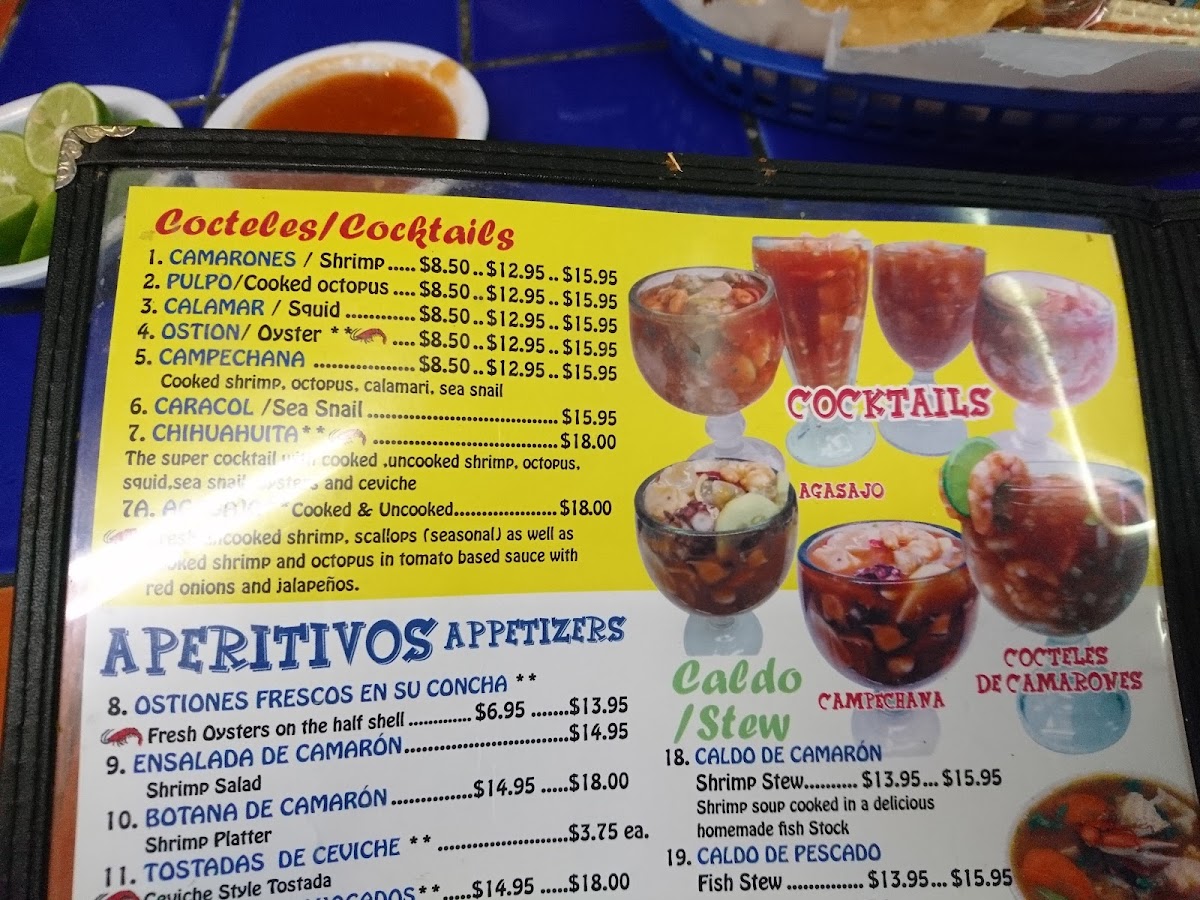 Cocteles/Cocktails
1. CAMARONES / Shrimp ..... $8.50 .. $12.95 .. $15.95
2. PULPO/Cooked octopus .... $8.50 .. $12.95 .. $15.95
3. CALAMAR / Squid ............ $8.50 .. $12.95 .. $15.95
4. OSTION/ Oyster ** .... $8.50 .. $12.95 .. $15.95
5. CAMPECHANA .................. $8.50 .. $12.95 .. $15.95
Cooked shrimp, octopus, calamari, sea snail
6. CARACOL /Sea Snail ................................. $15.95
7. CHIHUAHUITA** ................................ $18.00
The super cocktail cooked ,uncooked shrimp, octopus,
squid,sea snail and ceviche
7A. Cooked & Uncooked.................. $18.00
uncooked shrimp, scallops (seasonal) as well as
shrimp and octopus in tomato based sauce with
red onions and jalapeños.
COCKTAILS
AGASAJO
CAMPECHANA
COCTELES
DE CAMARONES
APERITIVOS APPETIZERS
8. OSTIONES FRESCOS EN SU CONCHA **
Fresh Oysters on the half shell ............ $6.95 .......$13.95
9. ENSALADA DE CAMARÓN.............................$14.95
Shrimp Salad
10. BOTANA DE CAMARÓN ..............$14.95 .....$18.00
Shrimp Platter
11. TOSTADAS DE CEVICHE ** .......................$3.75 ea.
Ceviche Style Tostada
** .....$14.95 .....$18.00
Caldo
/Stew
18. CALDO DE CAMARÓN
Shrimp Stew.......... $13.95... $15.95
Shrimp soup cooked in a delicious
homemade fish Stock
19. CALDO DE PESCADO
Fish Stew .............. $13.95... $15.95